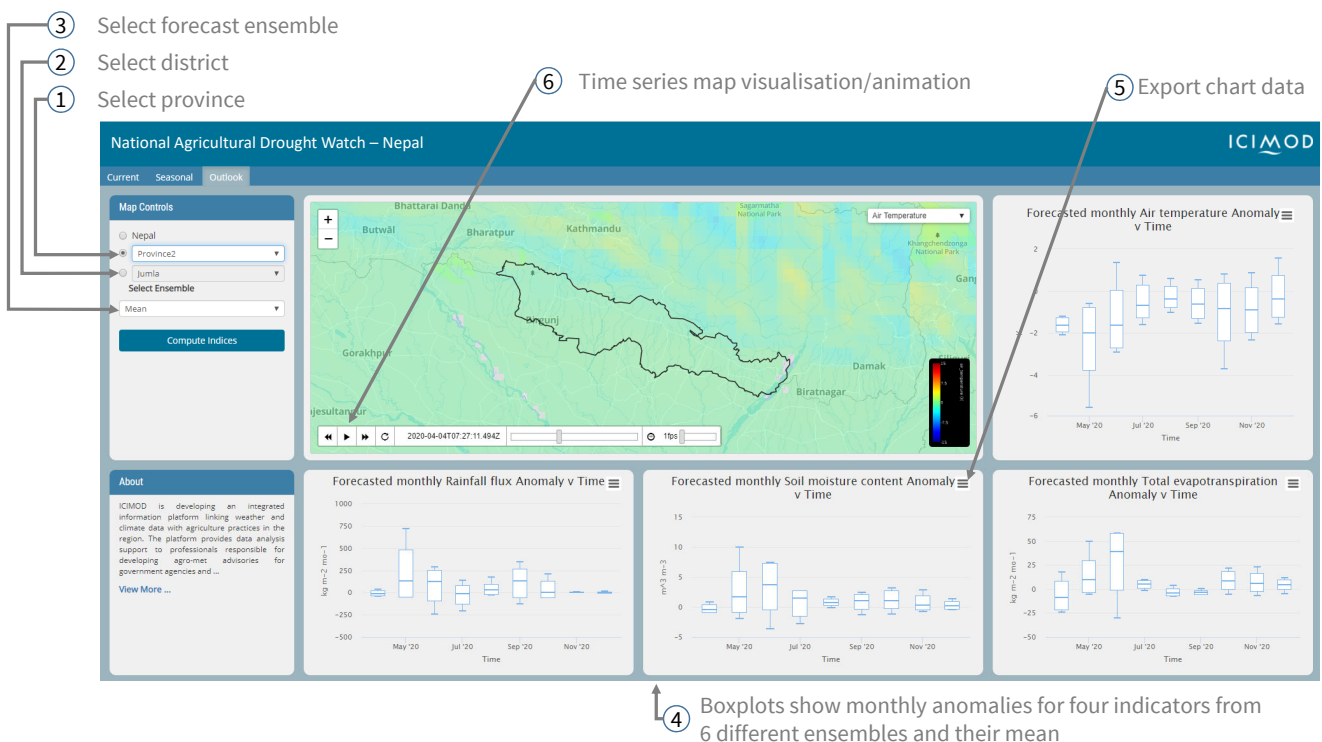 3 Select forecast ensemble
2 Select district
1 Select province
6 Time series map visualisation/animation
5 Export chart data
National Agricultural Drought Watch – Nepal
ICIMOD
Current Seasonal Outlook
Map Controls
Nepal
Province2
Jumla
Select Ensemble
Mean
Compute Indices
+
−
Bhattarai Danda
Butwal
Bharatpur
Kathmandu
Sagarmatha
National Park
Air Temperature
Khangchendzonga
National Park
Gang
Birgunj
Gorakhpur
Damak
Biratnagar
ajesultanpur
2020-04-04T07:27:11.494Z
1fps
15
7.5
0
-7.5
-15
air_temperature
Forecasted monthly Air temperature Anomaly
v Time
2
−2
−4
−6
May '20 Jul '20 Sep '20 Nov '20
Time
About
ICIMOD is developing an integrated
information platform linking weather and
climate data with agriculture practices in the
region. The platform provides data analysis
support to professionals responsible for
developing agro-met advisories for
government agencies and ...
View More ...
Forecasted monthly Rainfall flux Anomaly v Time
kg m−2 mo−1
1000
750
500
250
0
−250
−500
May '20 Jul '20 Sep '20 Nov '20
Time
Forecasted monthly Soil moisture content Anomaly
v Time
m^3 m-3
15
10
5
0
−5
May '20 Jul '20 Sep '20 Nov '20
Time
Forecasted monthly Total evapotranspiration
Anomaly v Time
kg m−2 mo−1
75
50
25
0
−25
−50
May '20 Jul '20 Sep '20 Nov '20
Time
4 Boxplots show monthly anomalies for four indicators from
6 different ensembles and their mean